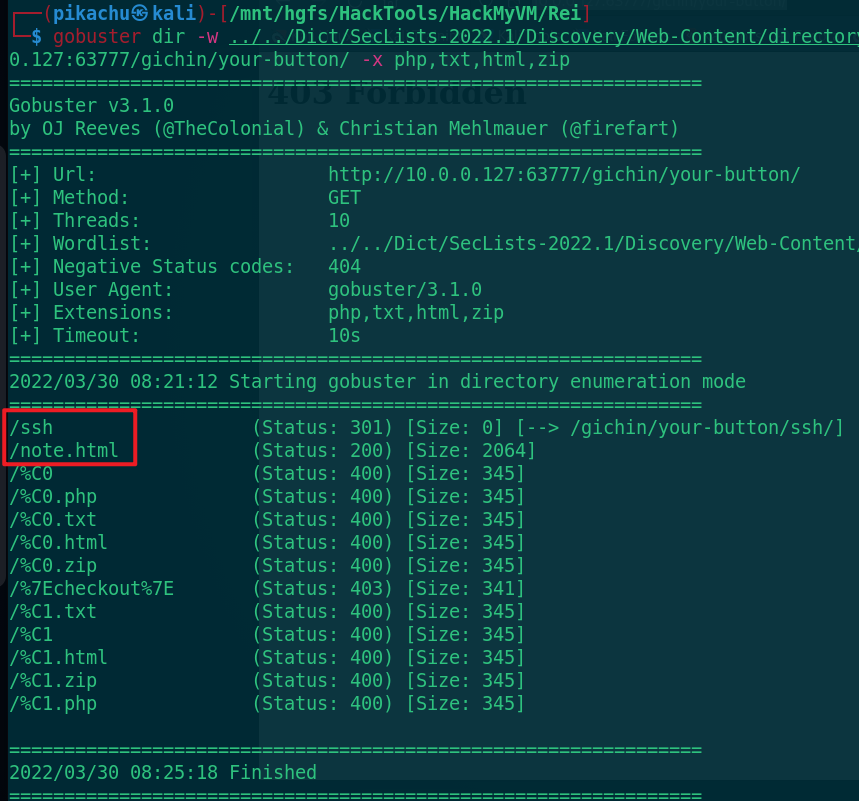 ┌──(pikachu㉿kali)-[/mnt/hgfs/HackTools/HackMyVM/Rei]
└─$ gobuster dir -w ../../Dict/SecLists-2022.1/Discovery/Web-Content/directory
0.127:63777/gichin/your-button/ -x php,txt,html,zip
===============================================================
403 Forbidden
Gobuster v3.1.0
by OJ Reeves (@TheColonial) & Christian Mehlmauer (@firefart)
===============================================================
[+] Url:                     http://10.0.0.127:63777/gichin/your-button/
[+] Method:                  GET
[+] Threads:                 10
[+] Wordlist:                ../../Dict/SecLists-2022.1/Discovery/Web-Content/
[+] Negative Status codes:   404
[+] User Agent:              gobuster/3.1.0
[+] Extensions:              php,txt,html,zip
[+] Timeout:                 10s
===============================================================
2022/03/30 08:21:12 Starting gobuster in directory enumeration mode
===============================================================
/ssh                  (Status: 301) [Size: 0] [--> /gichin/your-button/ssh/]
/note.html            (Status: 200) [Size: 2064]
/%C0                  (Status: 400) [Size: 345]
/%C0.php              (Status: 400) [Size: 345]
/%C0.txt              (Status: 400) [Size: 345]
/%C0.html             (Status: 400) [Size: 345]
/%C0.zip              (Status: 400) [Size: 345]
/%7Echeckout%7E       (Status: 403) [Size: 341]
/%C1.txt              (Status: 400) [Size: 345]
/%C1                  (Status: 400) [Size: 345]
/%C1.html             (Status: 400) [Size: 345]
/%C1.zip              (Status: 400) [Size: 345]
/%C1.php              (Status: 400) [Size: 345]
===============================================================
2022/03/30 08:25:18 Finished
===============================================================